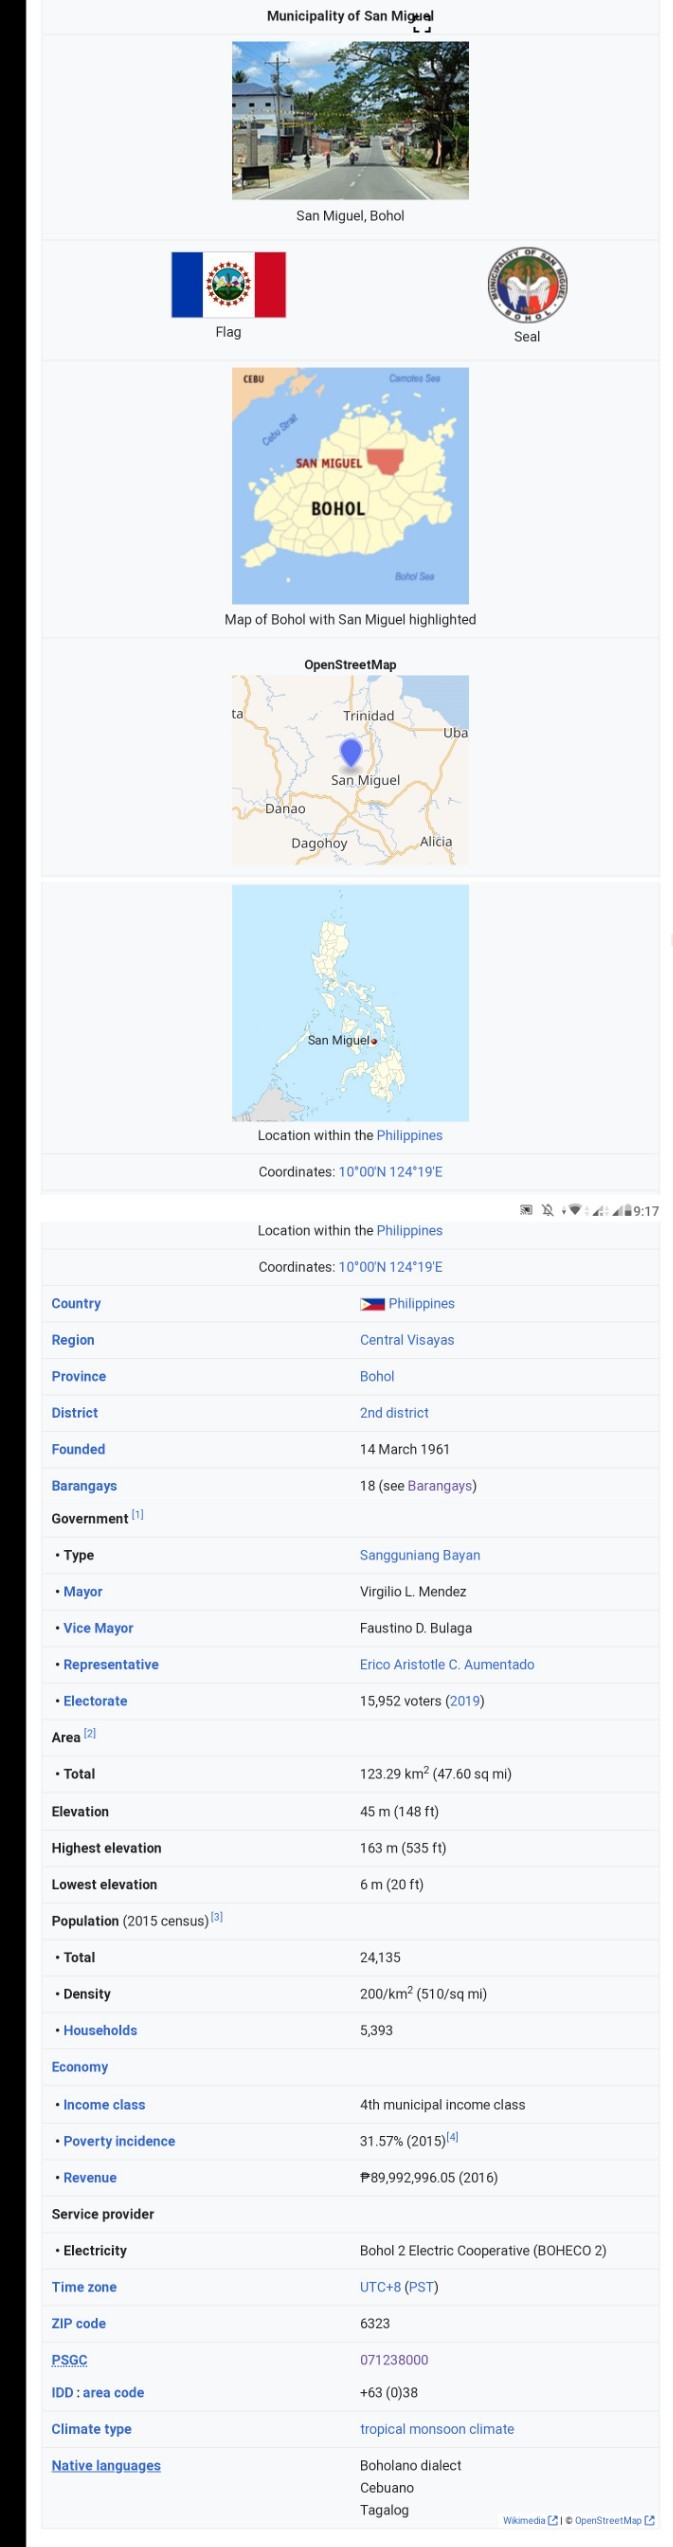 Municipality of San Miguel
San Miguel, Bohol
Flag
MUNICIPALITY OF SAN MIGUEL
BOHOL
Seal
CEBU
Camotes Sea
Cebu Strait
SAN MIGUEL
BOHOL
Bohol Sea
Map of Bohol with San Miguel highlighted
OpenStreetMap
ta
Trinidad
Uba
San Miguel
Danao
Dagohoy
Alicia
San Miguel
Location within the Philippines
Coordinates: 10°00'N 124°19'E
9:17
Location within the Philippines
Coordinates: 10°00'N 124°19'E
Country Philippines
Region Central Visayas
Province Bohol
District 2nd district
Founded 14 March 1961
Barangays 18 (see Barangays)
Government [1]
• Type Sangguniang Bayan
• Mayor Virgilio L. Mendez
• Vice Mayor Faustino D. Bulaga
• Representative Erico Aristotle C. Aumentado
• Electorate 15,952 voters (2019)
Area [2]
• Total 123.29 km2 (47.60 sq mi)
Elevation 45 m (148 ft)
Highest elevation 163 m (535 ft)
Lowest elevation 6 m (20 ft)
Population (2015 census) [3]
• Total 24,135
• Density 200/km2 (510/sq mi)
• Households 5,393
Economy
• Income class 4th municipal income class
• Poverty incidence 31.57% (2015)[4]
• Revenue ₱89,992,996.05 (2016)
Service provider
• Electricity Bohol 2 Electric Cooperative (BOHECO 2)
Time zone UTC+8 (PST)
ZIP code 6323
PSGC 071238000
IDD : area code +63 (0)38
Climate type tropical monsoon climate
Native languages Boholano dialect
Cebuano
Tagalog
Wikimedia | © OpenStreetMap